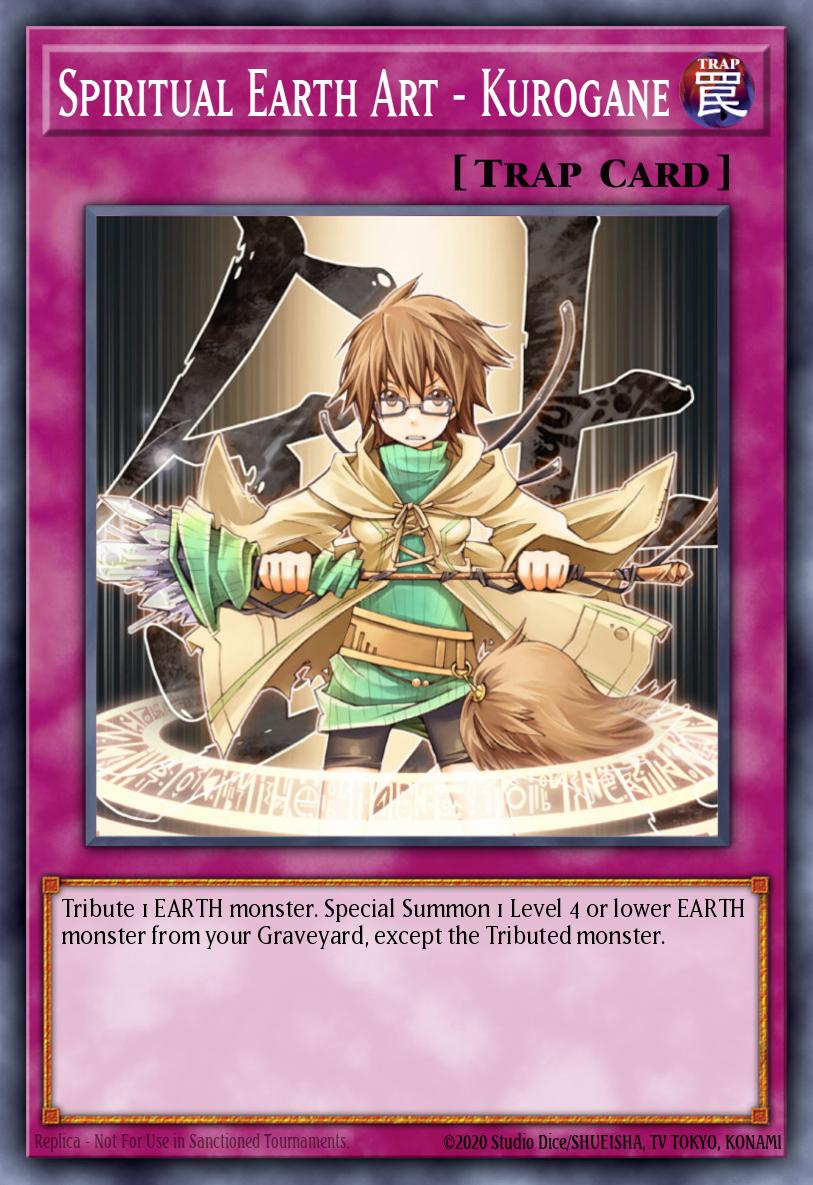 Spiritual Earth Art - Kurogane
TRAP
罠
[Trap Card]
Tribute 1 EARTH monster. Special Summon 1 Level 4 or lower EARTH
monster from your Graveyard, except the Tributed monster.
Replica - Not For Use in Sanctioned Tournaments.
©2020 Studio Dice/SHUEISHA, TV TOKYO, KONAMI